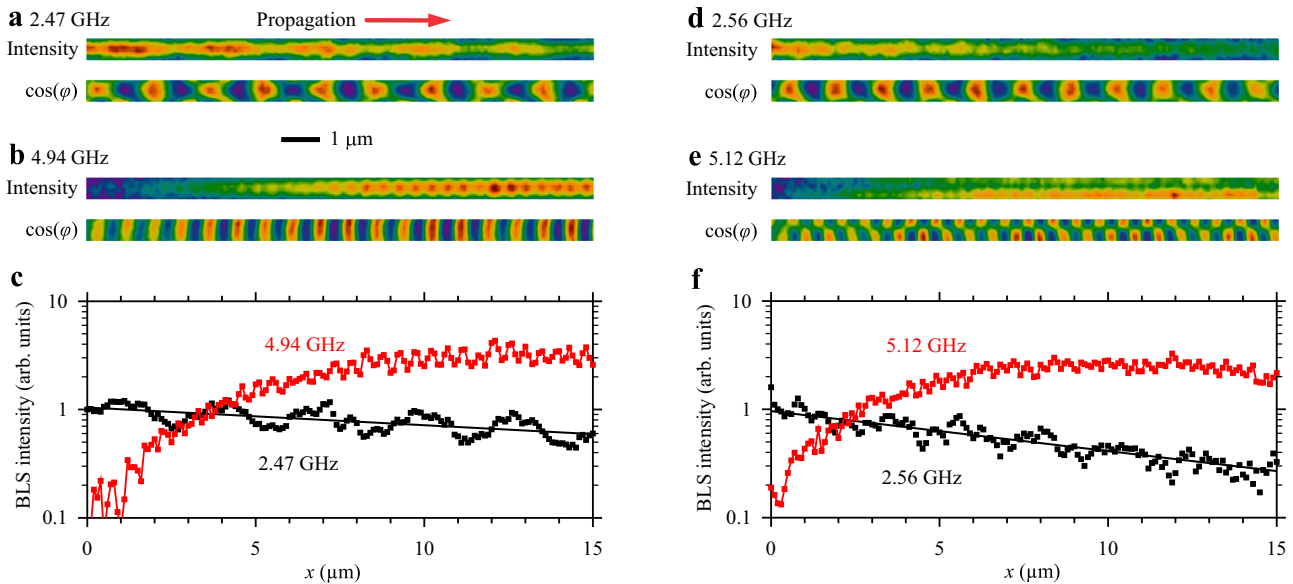 a 2.47 GHz
Propagation
Intensity
cos(φ)
1 μm
b 4.94 GHz
Intensity
cos(φ)
c
BLS intensity (arb. units)
10
1
0.1
4.94 GHz
2.47 GHz
0 5 10 15
x (μm)
d 2.56 GHz
Intensity
cos(φ)
e 5.12 GHz
Intensity
cos(φ)
f
BLS intensity (arb. units)
10
1
0.1
5.12 GHz
2.56 GHz
0 5 10 15
x (μm)